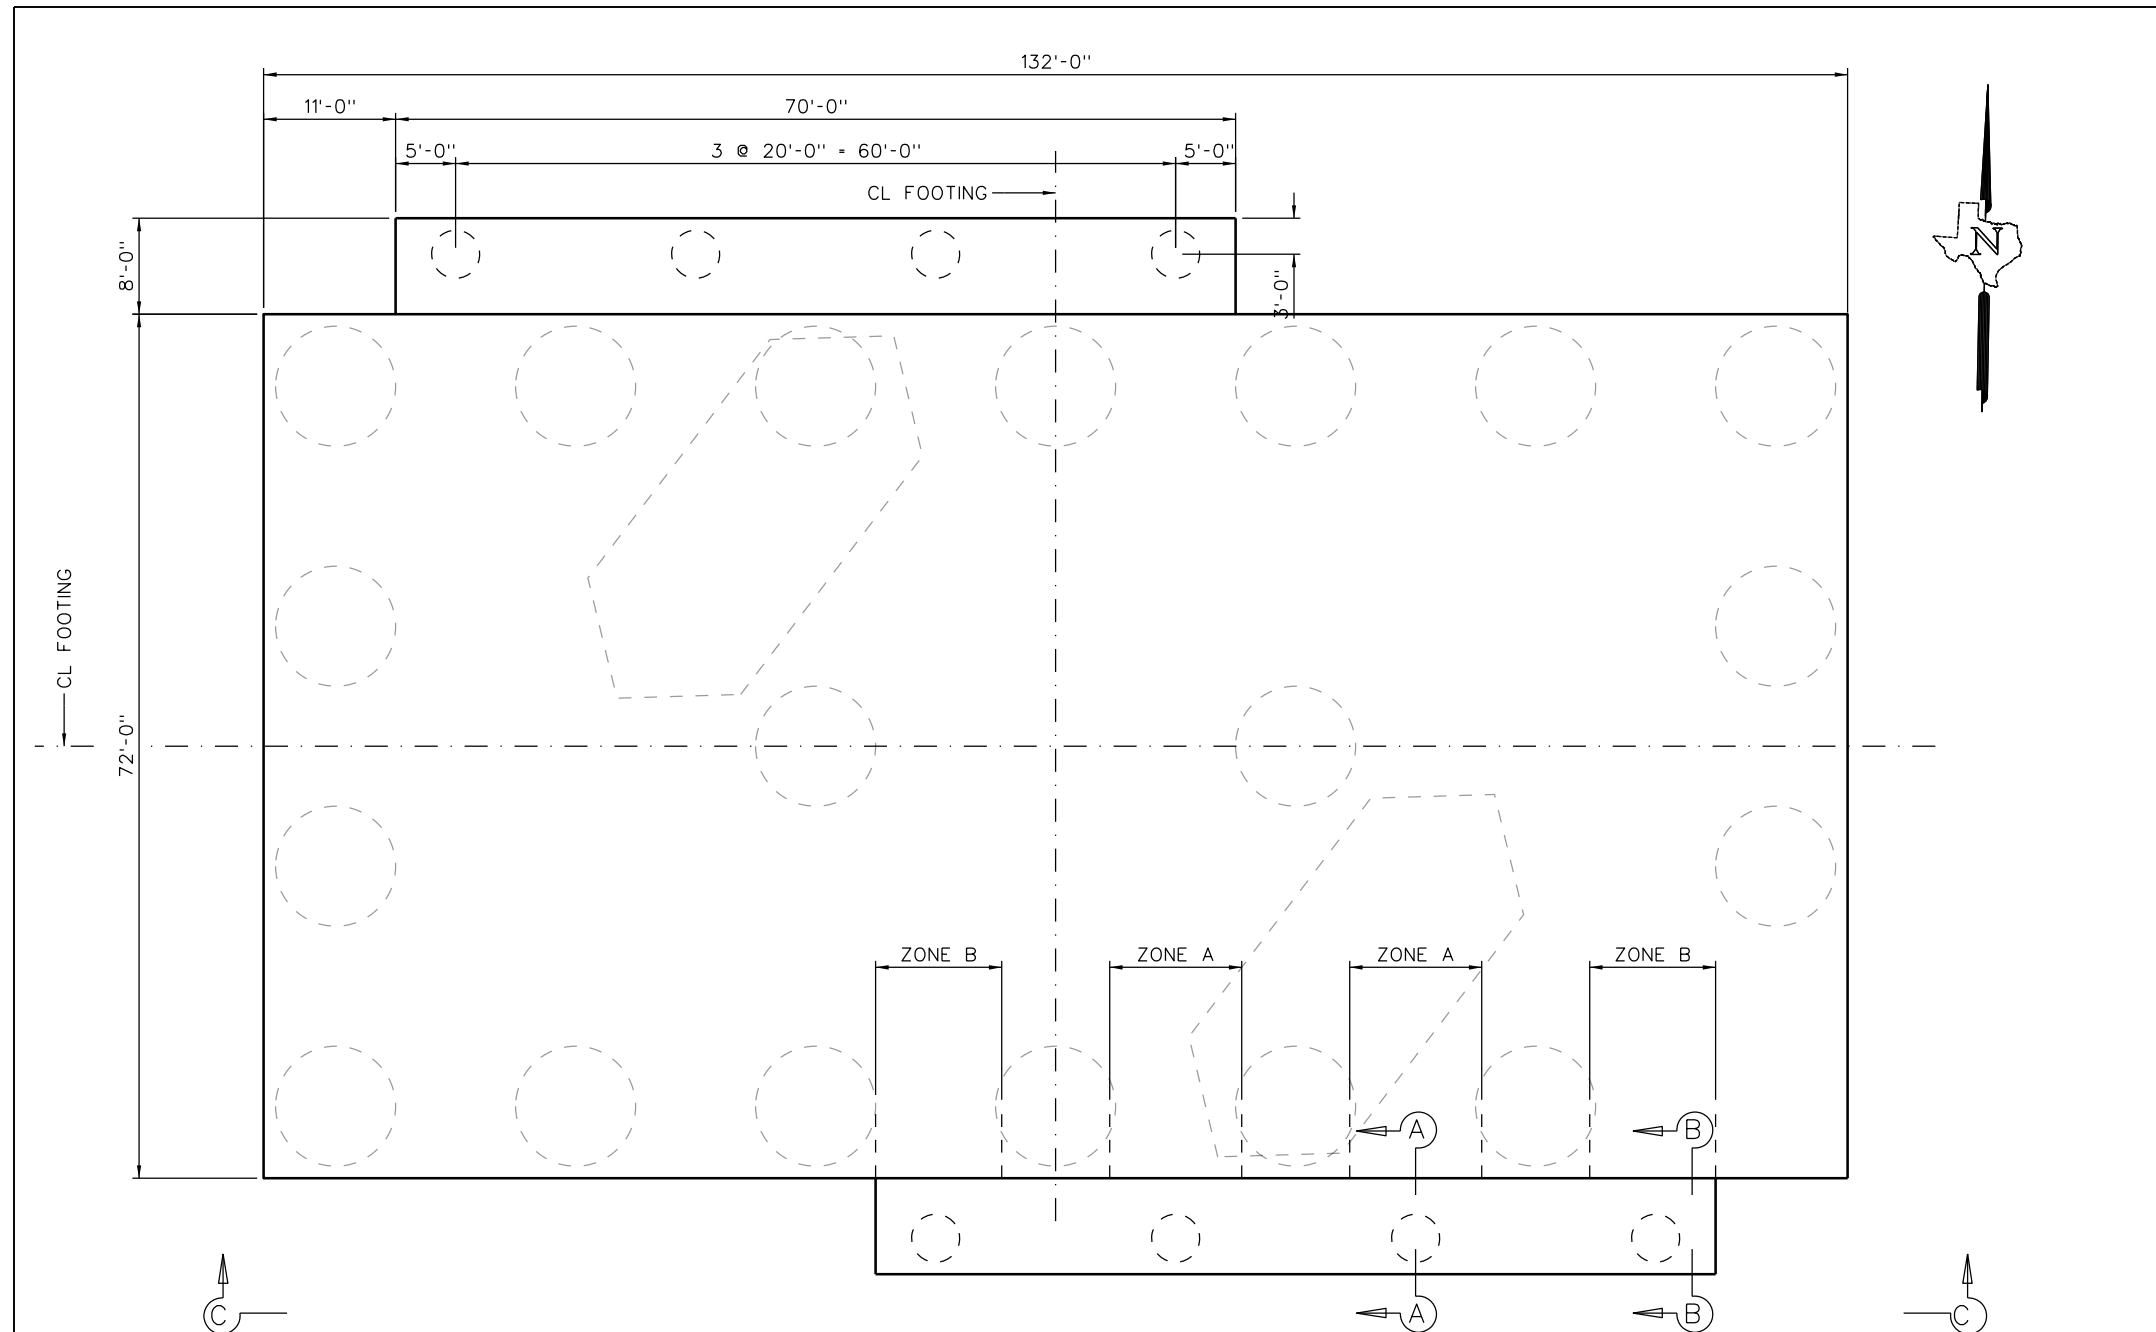 132'-0"
11'-0"
70'-0"
5'-0"
3 @ 20'-0" = 60'-0"
5'-0"
CL FOOTING
8'-0"
3'-0"
N
CL FOOTING
72'-0"
ZONE B
ZONE A
ZONE A
ZONE B
A
B
C
A
B
C